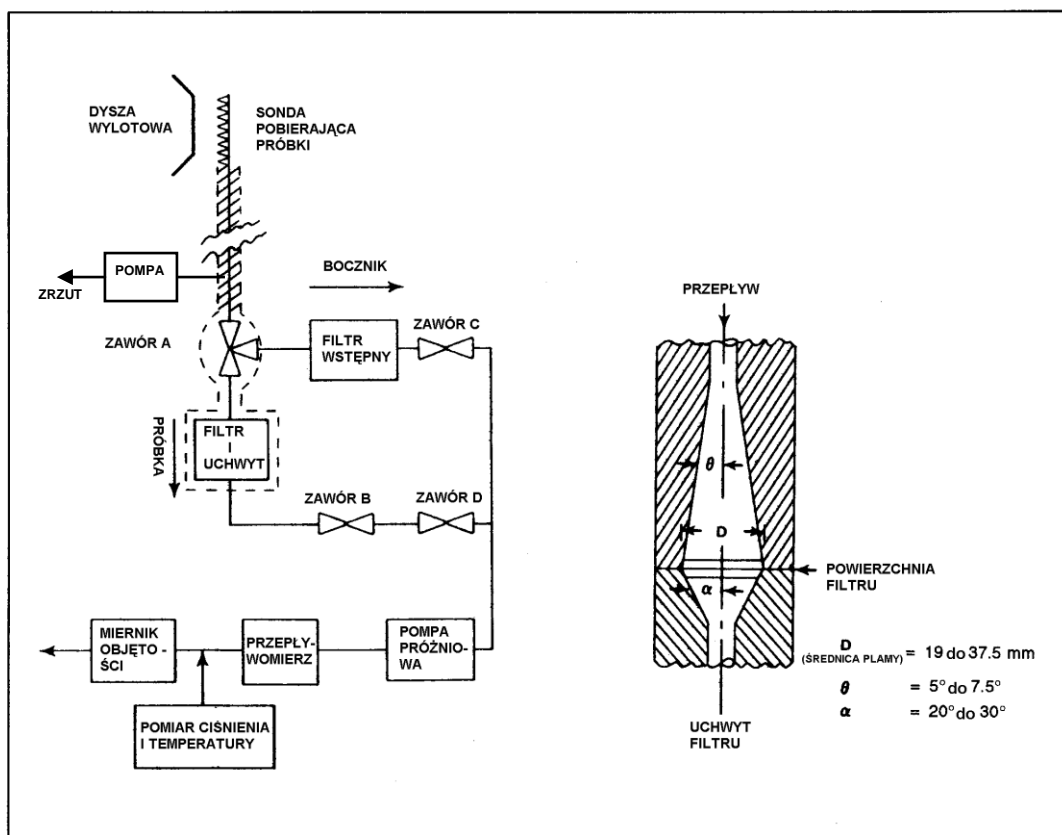 DYSZA
WYLOTOWA
SONDA
POBIERAJĄCA
PRÓBKI
POMPA
ZRZUT
BOCZNIK
ZAWÓR A
FILTR
WSTĘPNY
ZAWÓR C
PRÓBKA
FILTR
UCHWYT
ZAWÓR B
ZAWÓR D
MIERNIK
OBJĘTO -
ŚCI
PRZEPŁY-
WOMIERZ
POMPA
PRÓŻNIO-
WA
POMIAR CIŚNIENIA
I TEMPERATURY
PRZEPŁYW
θ
D
α
POWIERZCHNIA
FILTRU
UCHWYT
FILTRU
D
(ŚREDNICA PLAMY) = 19 do 37.5 mm
θ = 5° do 7.5°
α = 20° do 30°